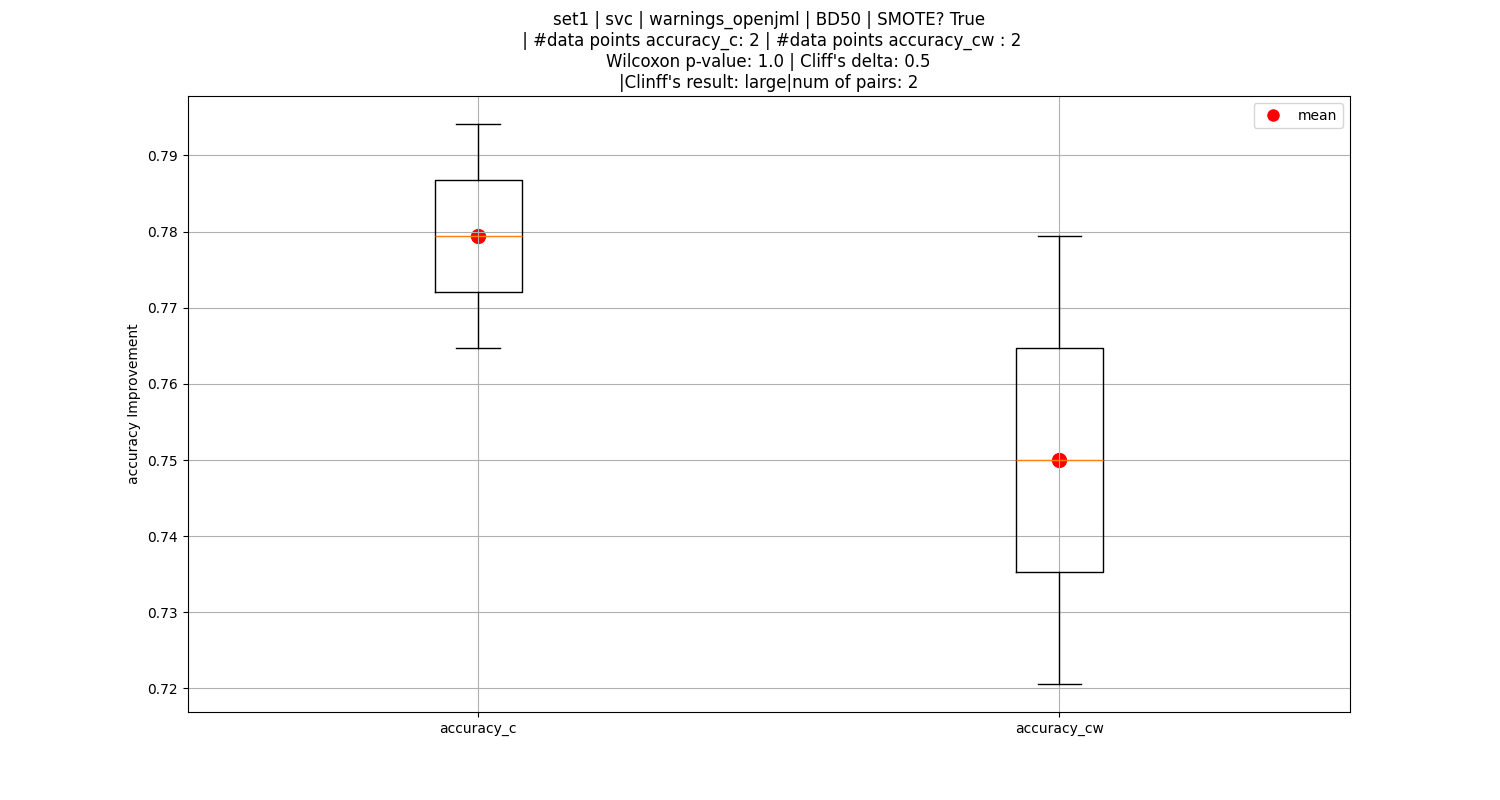 set1 | svc | warnings_openjml | BD50 | SMOTE? True
| #data points accuracy_c: 2 | #data points accuracy_cw : 2
Wilcoxon p-value: 1.0 | Cliff's delta: 0.5
|Clinff's result: large|num of pairs: 2
mean
0.79
0.78
0.77
0.76
0.75
0.74
0.73
0.72
accuracy Improvement
accuracy_c
accuracy_cw